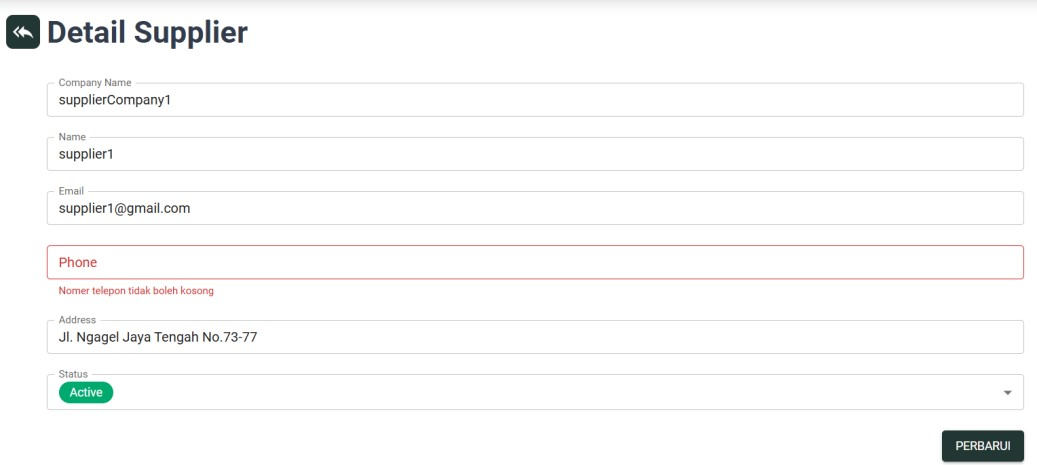 Detail Supplier
Company Name
supplierCompany1
Name
supplier1
Email
supplier1@gmail.com
Phone
Nomer telepon tidak boleh kosong
Address
Jl. Ngagel Jaya Tengah No.73-77
Status
Active
PERBARUI